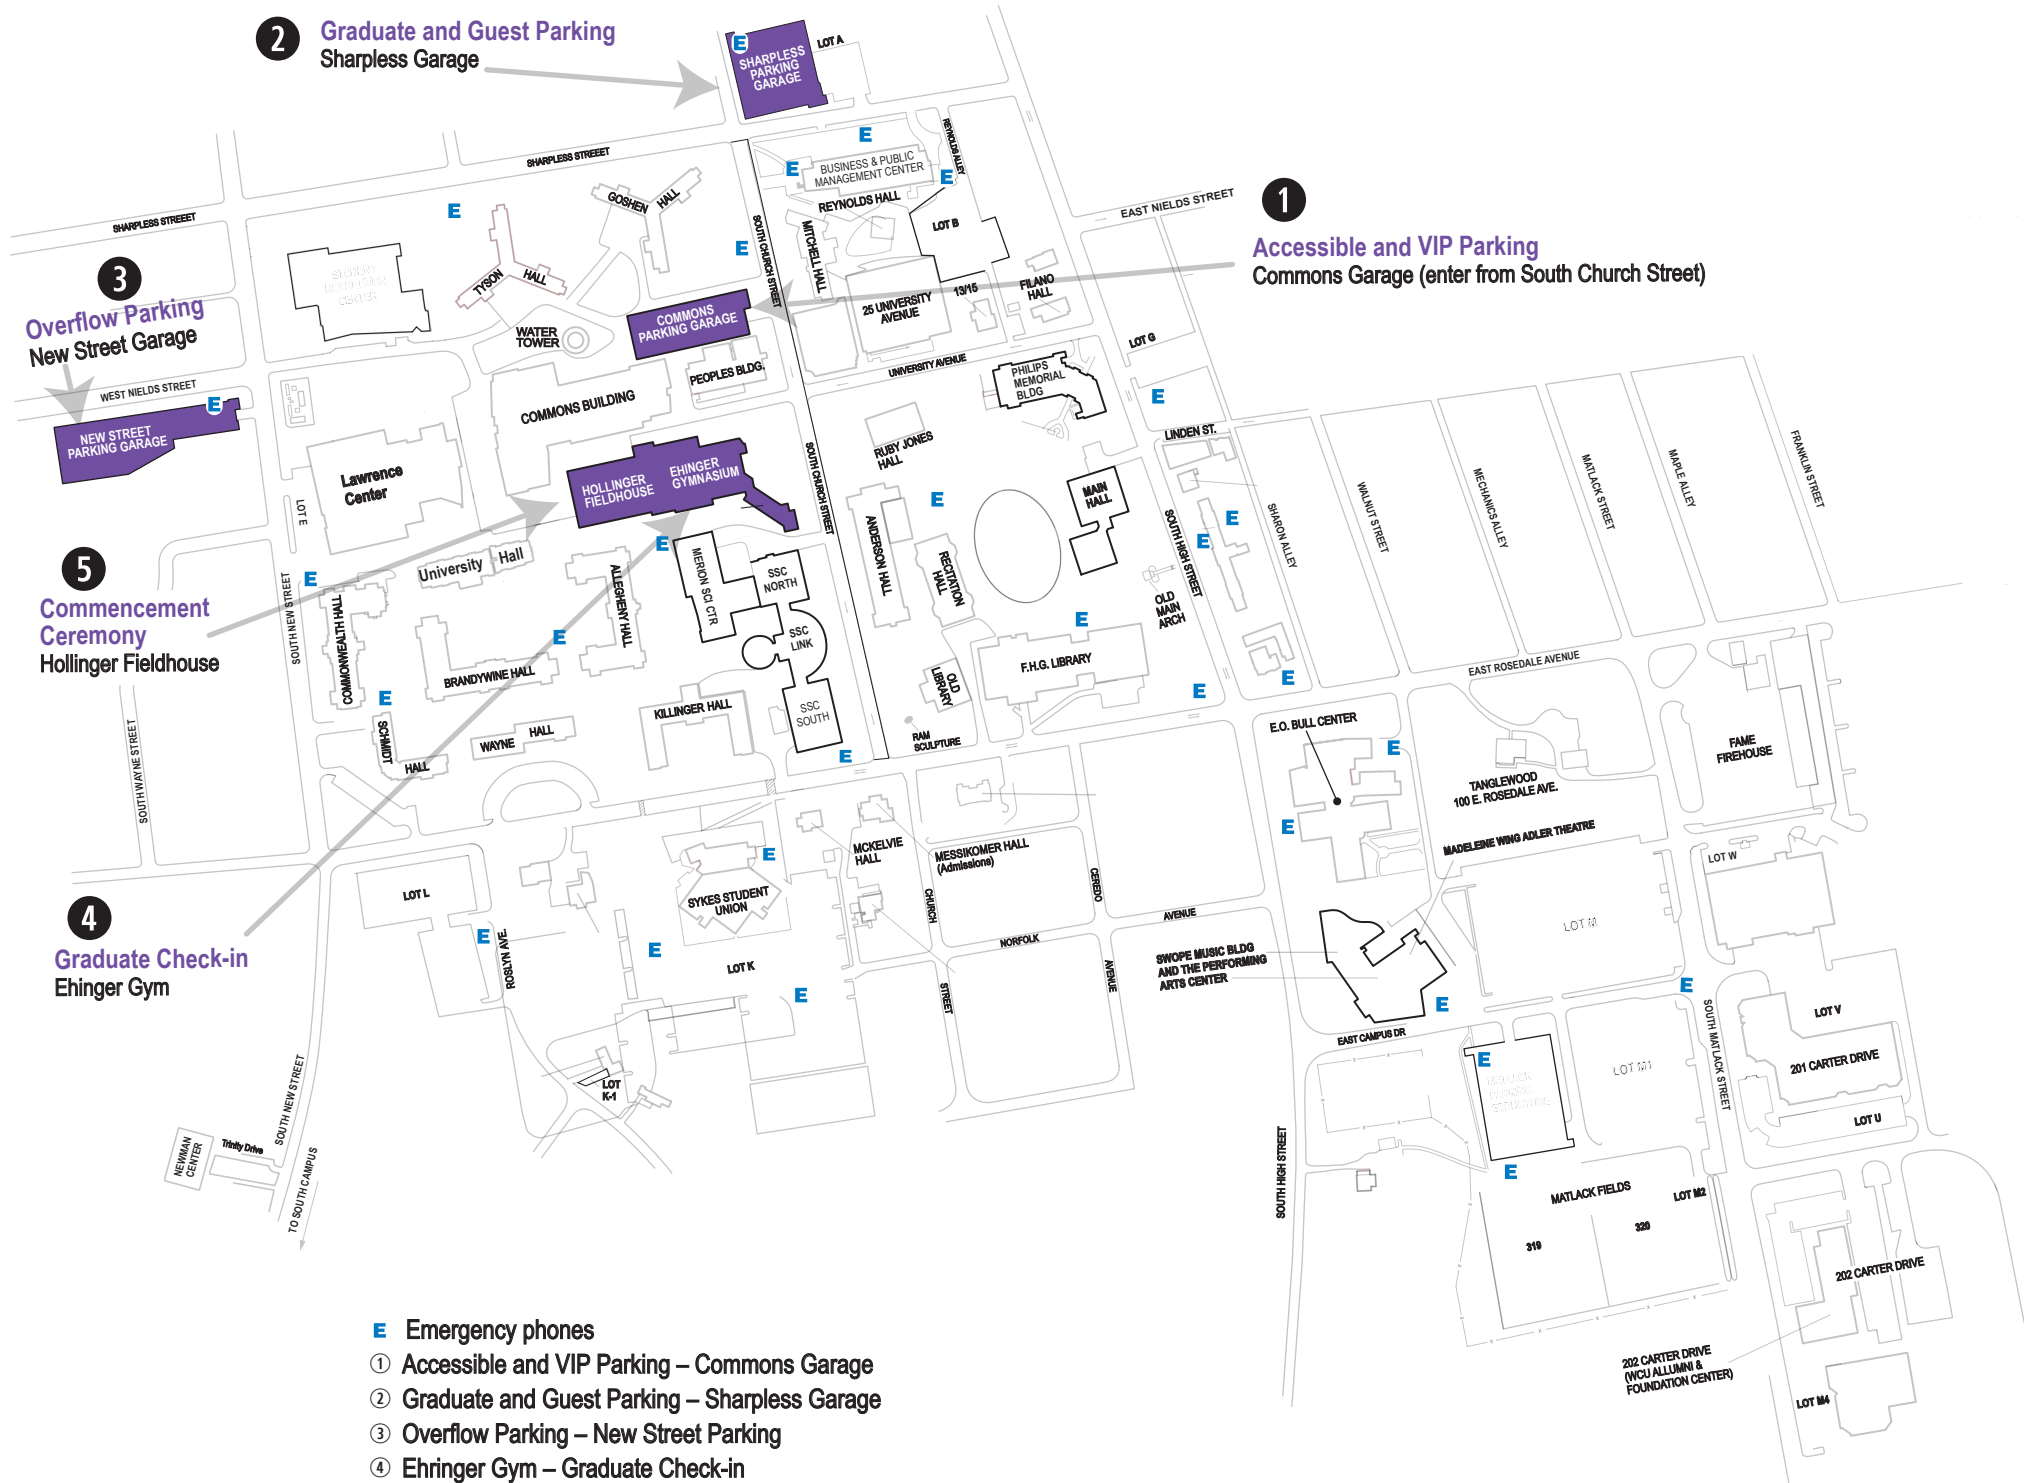 2
Graduate and Guest Parking
Sharpless Garage
E
SHARPLESS
PARKING
GARAGE
LOT A
SHARPLESS STREEET
SHARPLESS STREEET
E
E
E
E
E
BUSINESS & PUBLIC
MANAGEMENT CENTER
REYNOLDS ALLEY
REYNOLDS HALL
GOSHEN HALL
TYSON HALL
STUDENT
RECREATION
CENTER
MITCHELL HALL
LOT B
SOUTH CHURCH STREET
EAST NIELDS STREET
1
Accessible and VIP Parking
Commons Garage (enter from South Church Street)
3
Overflow Parking
New Street Garage
WEST NIELDS STREET
E
NEW STREET
PARKING GARAGE
WATER
TOWER
COMMONS
PARKING GARAGE
PEOPLES BLDG.
COMMONS BUILDING
25 UNIVERSITY
AVENUE
13/15
FILANO
HALL
LOT G
UNIVERSITY AVENUE
PHILIPS
MEMORIAL
BLDG
E
LINDEN ST.
Lawrence
Center
LOT E
HOLLINGER
FIELDHOUSE
EHINGER
GYMNASIUM
SOUTH CHURCH STREET
RUBY JONES
HALL
E
MAIN
HALL
ANDERSON HALL
RECITATION
HALL
SOUTH HIGH STREET
E
E
SHARON ALLEY
WALNUT STREET
MECHANICS ALLEY
MATLACK STREET
MAPLE ALLEY
FRANKLIN STREET
5
Commencement
Ceremony
Hollinger Fieldhouse
SOUTH NEW STREET
E
University Hall
COMMONWEALTH HALL
ALLEGHENY HALL
E
MERION SCI CTR
SSC
NORTH
SSC
LINK
SSC
SOUTH
E
BRANDYWINE HALL
E
SCHMIDT HALL
WAYNE HALL
KILLINGER HALL
SOUTH WAYNE STREET
OLD
MAIN
ARCH
E
F.H.G. LIBRARY
OLD
LIBRARY
RAM
SCULPTURE
E
E
E
EAST ROSEDALE AVENUE
E.O. BULL CENTER
E
E
TANGLEWOOD
100 E. ROSEDALE AVE.
FAME
FIREHOUSE
MADELEINE WING ADLER THEATRE
LOT W
4
Graduate Check-in
Ehinger Gym
LOT L
E
ROSLYN AVE.
E
SYKES STUDENT
UNION
E
LOT K
E
MCKELVIE
HALL
MESSIKOMER HALL
(Admissions)
CHURCH
STREET
CEREDO
AVENUE
NORFOLK
AVENUE
SWOPE MUSIC BLDG
AND THE PERFORMING
ARTS CENTER
E
LOT M
E
EAST CAMPUS DR
SOUTH MATLACK STREET
LOT V
201 CARTER DRIVE
LOT U
E
MATLACK
PARKING
STRUCTURE
LOT M1
E
LOT
K-1
NEWMAN
CENTER
Trinity Drive
SOUTH NEW STREET
TO SOUTH CAMPUS
SOUTH HIGH STREET
MATLACK FIELDS
LOT M2
319
320
202 CARTER DRIVE
202 CARTER DRIVE
(WCU ALLUMNI &
FOUNDATION CENTER)
LOT M4
E Emergency phones
① Accessible and VIP Parking – Commons Garage
② Graduate and Guest Parking – Sharpless Garage
③ Overflow Parking – New Street Parking
④ Ehringer Gym – Graduate Check-in